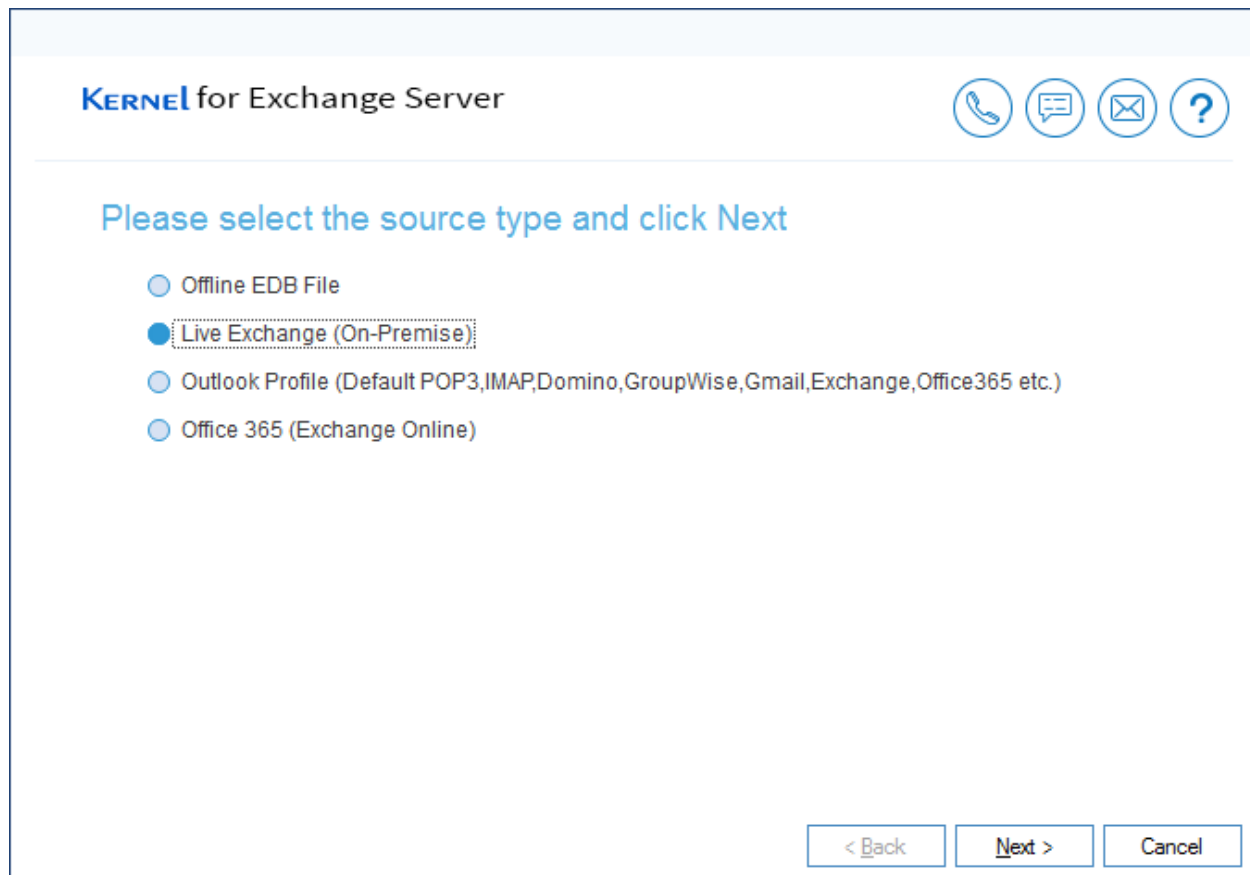 KERNEL for Exchange Server
?
Please select the source type and click Next
Offline EDB File
Live Exchange (On-Premise)
Outlook Profile (Default POP3,IMAP,Domino,GroupWise,Gmail,Exchange,Office365 etc.)
Office 365 (Exchange Online)
< Back Next > Cancel